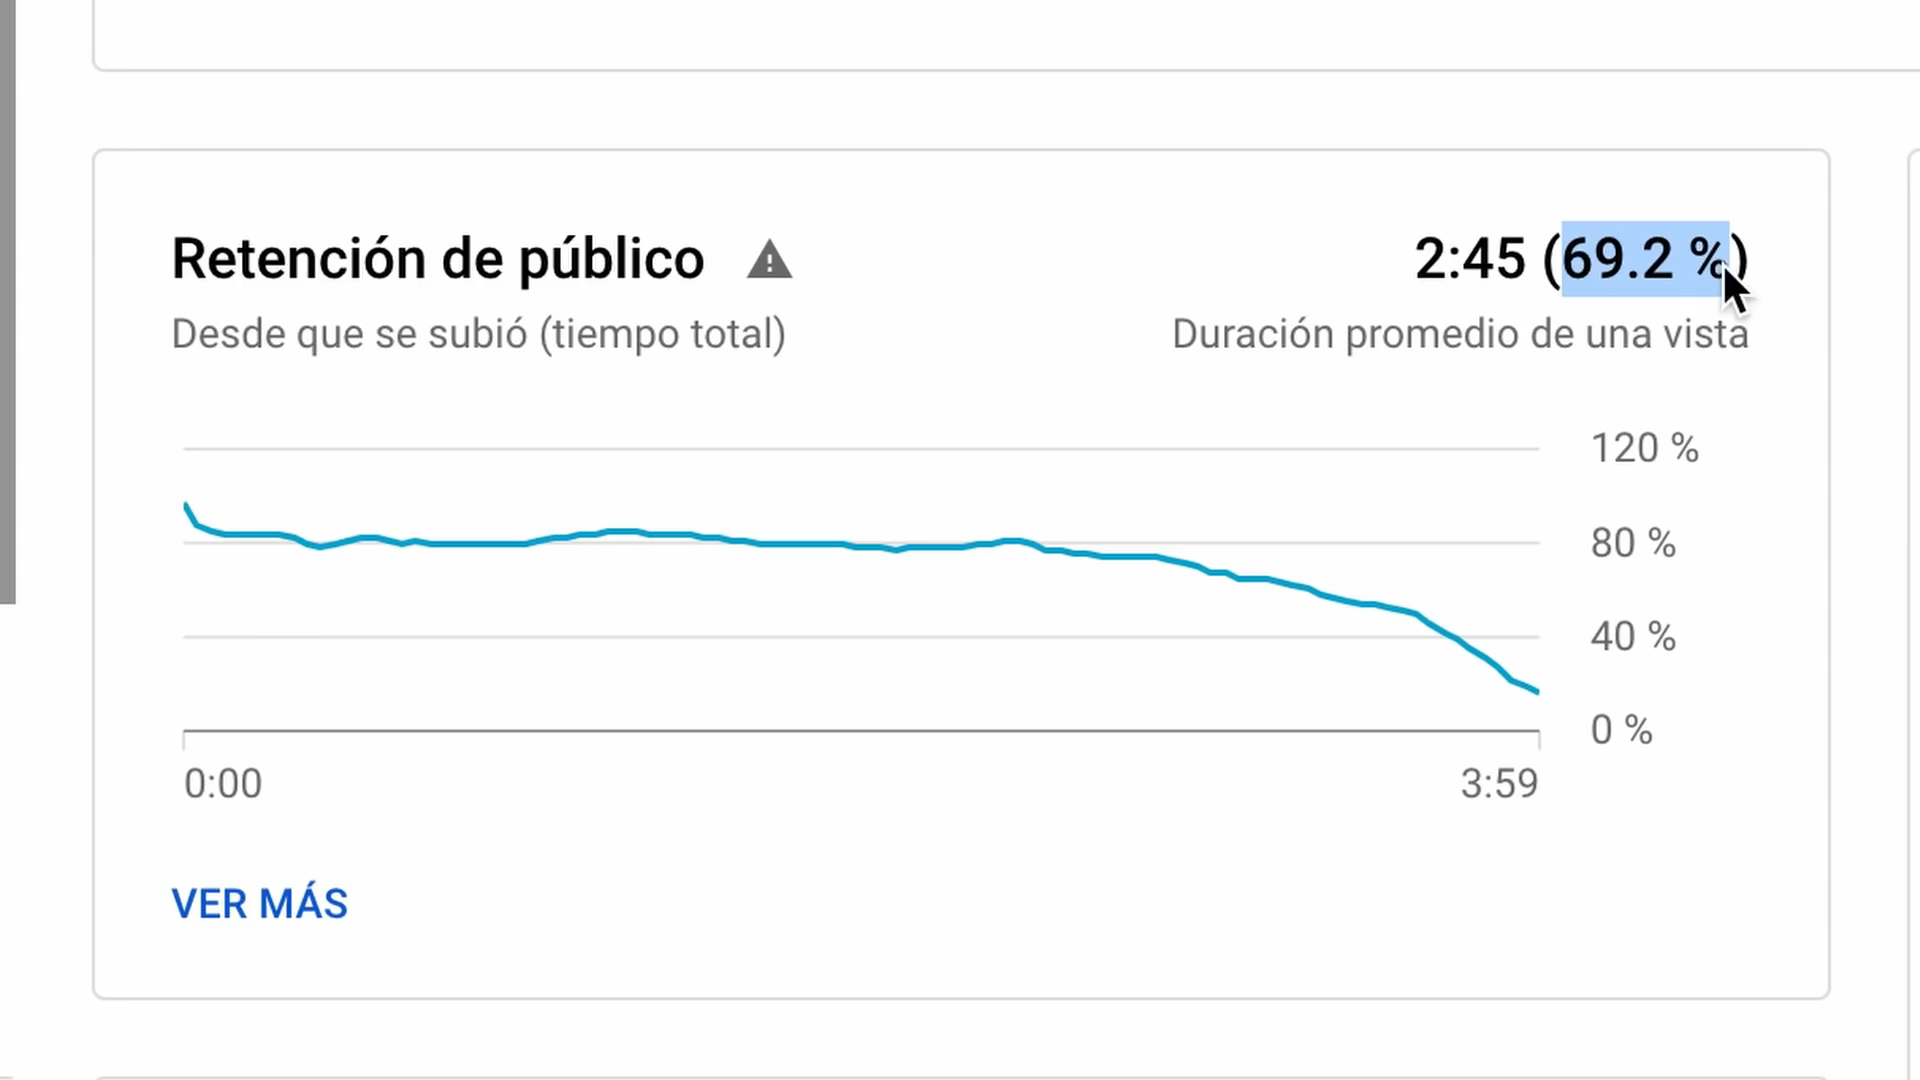 Retención de público
2:45 (69.2 %)
Desde que se subió (tiempo total)
Duración promedio de una vista
120 %
80 %
40 %
0 %
0:00
3:59
VER MÁS